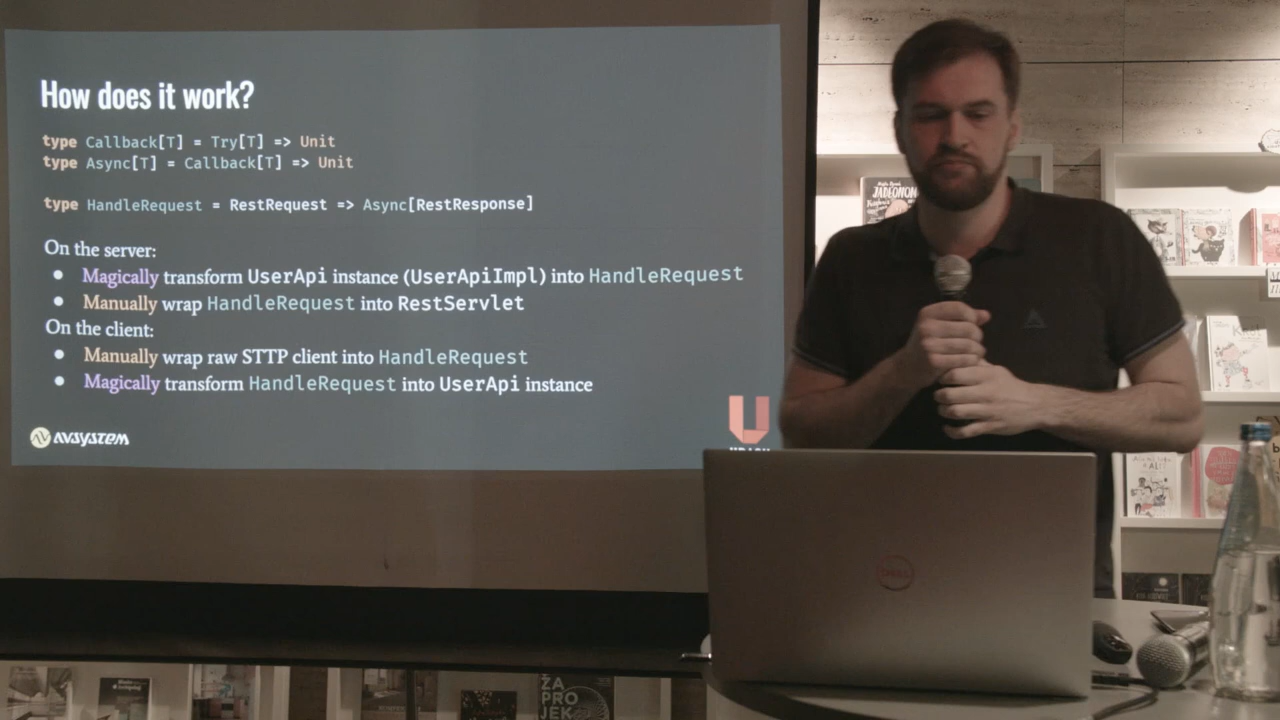 How does it work?
type Callback[T] = Try[T] => Unit
type Async[T] = Callback[T] => Unit
type HandleRequest = RestRequest => Async[RestResponse]
On the server:
● Magically transform UserApi instance (UserApiImpl) into HandleRequest
● Manually wrap HandleRequest into RestServlet
On the client:
● Manually wrap raw STTP client into HandleRequest
● Magically transform HandleRequest into UserApi instance
AVSYSTEM
DELL
ŻA
PRO
JEK